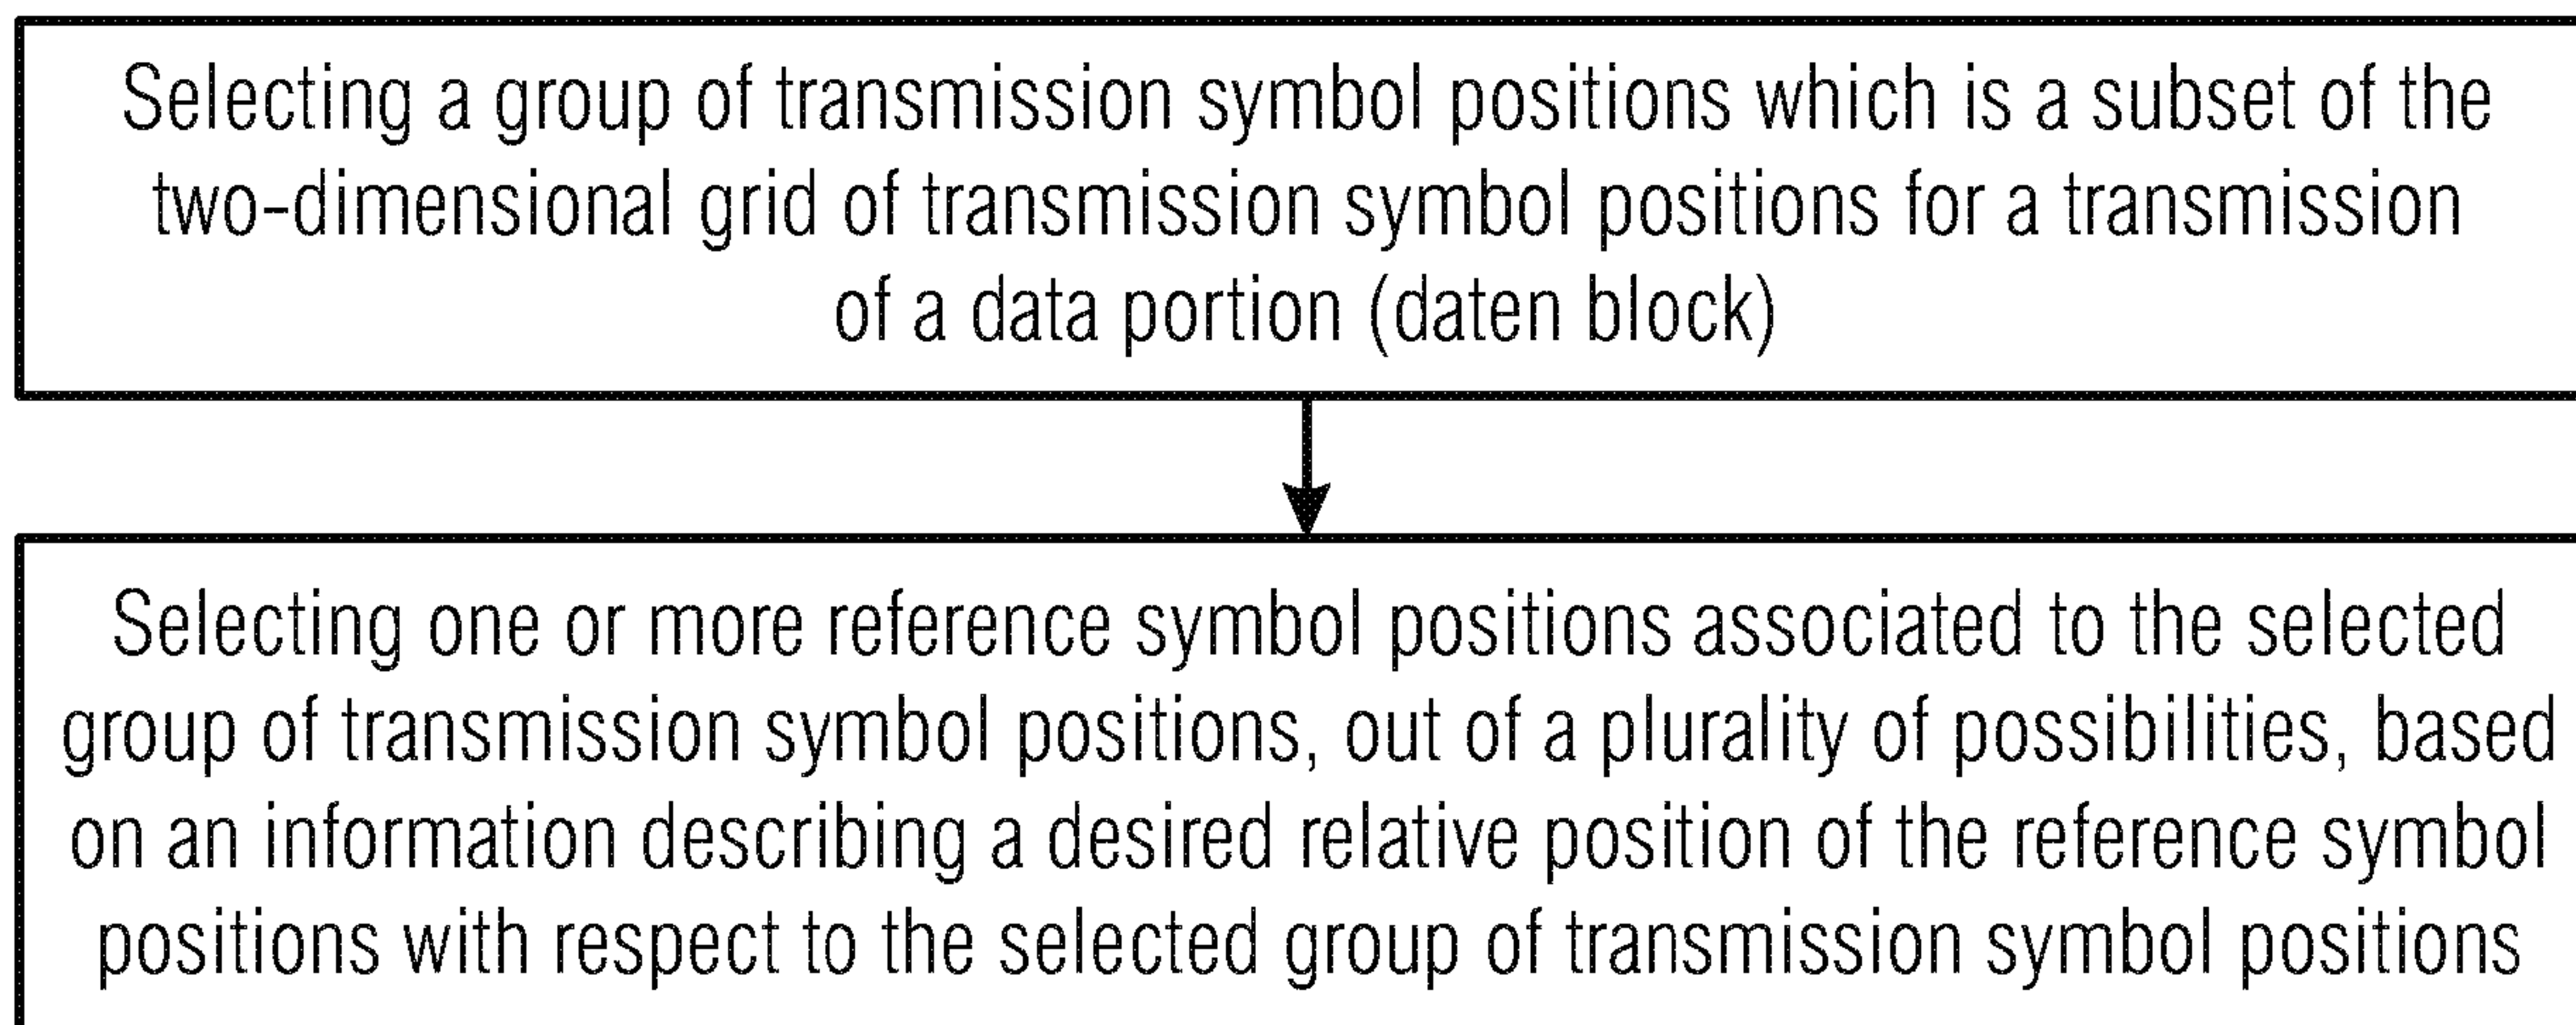 Selecting a group of transmission symbol positions which is a subset of the
two-dimensional grid of transmission symbol positions for a transmission
of a data portion (daten block)
Selecting one or more reference symbol positions associated to the selected
group of transmission symbol positions, out of a plurality of possibilities, based
on an information describing a desired relative position of the reference symbol
positions with respect to the selected group of transmission symbol positions